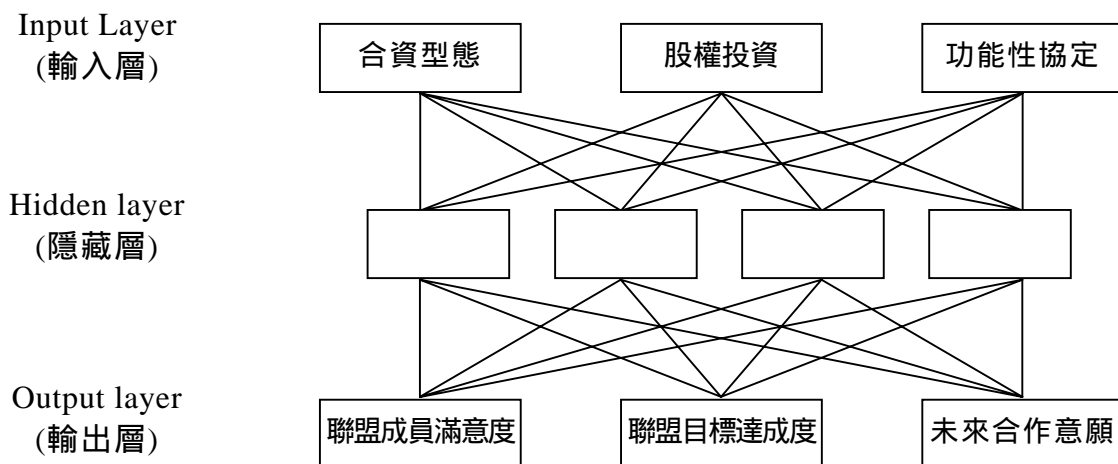 Input Layer
(輸入層)
合資型態
股權投資
功能性協定
Hidden layer
(隱藏層)
Output layer
(輸出層)
聯盟成員滿意度
聯盟目標達成度
未來合作意願